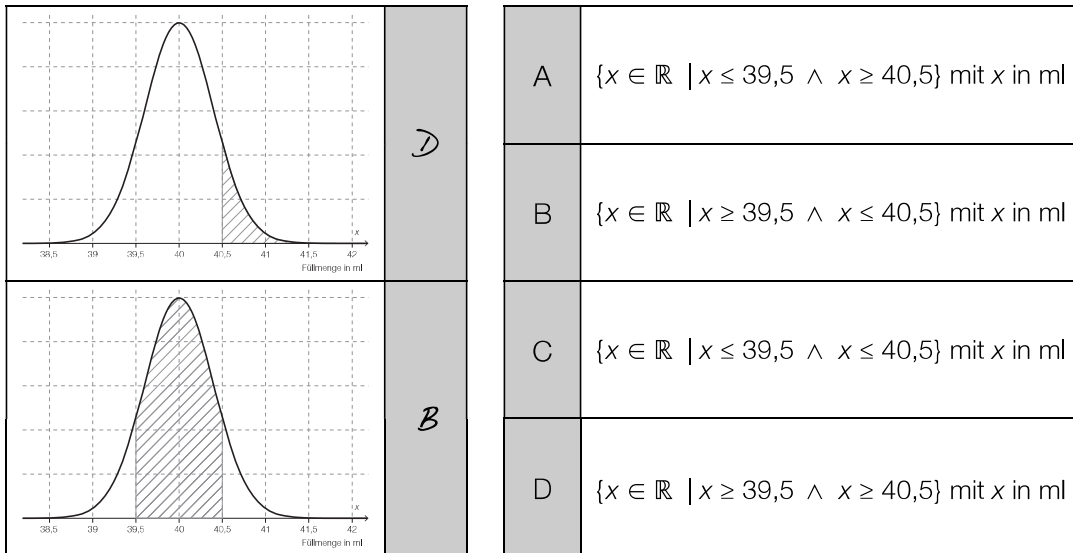 x
38,5 39 39,5 40 40,5 41 41,5 42
Füllmenge in ml
D
x
38,5 39 39,5 40 40,5 41 41,5 42
Füllmenge in ml
B
A {x ∈ ℝ | x ≤ 39,5 ∧ x ≥ 40,5} mit x in ml
B {x ∈ ℝ | x ≥ 39,5 ∧ x ≤ 40,5} mit x in ml
C {x ∈ ℝ | x ≤ 39,5 ∧ x ≤ 40,5} mit x in ml
D {x ∈ ℝ | x ≥ 39,5 ∧ x ≥ 40,5} mit x in ml